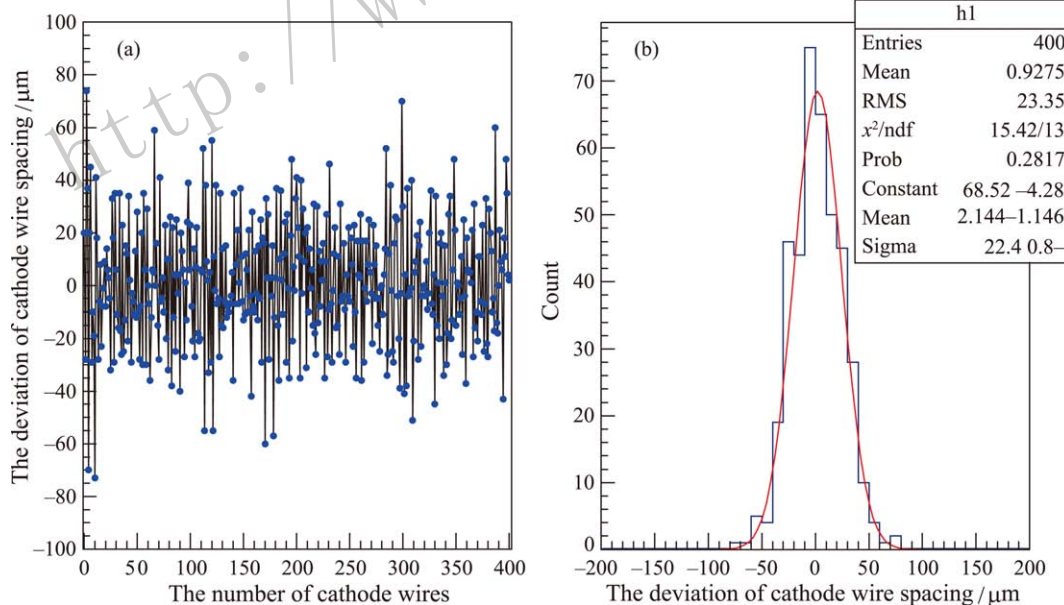 http://w
(a)
100
80
60
40
20
0
−20
−40
−60
−80
−100
The deviation of cathode wire spacing /μm
0 50 100 150 200 250 300 350 400
The number of cathode wires
(b)
70
60
50
40
30
20
10
0
Count
−200 −150 −100 −50 0 50 100 150 200
The deviation of cathode wire spacing/μm
h1
Entries 400
Mean 0.9275
RMS 23.35
x²/ndf 15.42/13
Prob 0.2817
Constant 68.52 –4.28
Mean 2.144–1.146
Sigma 22.4 0.8–